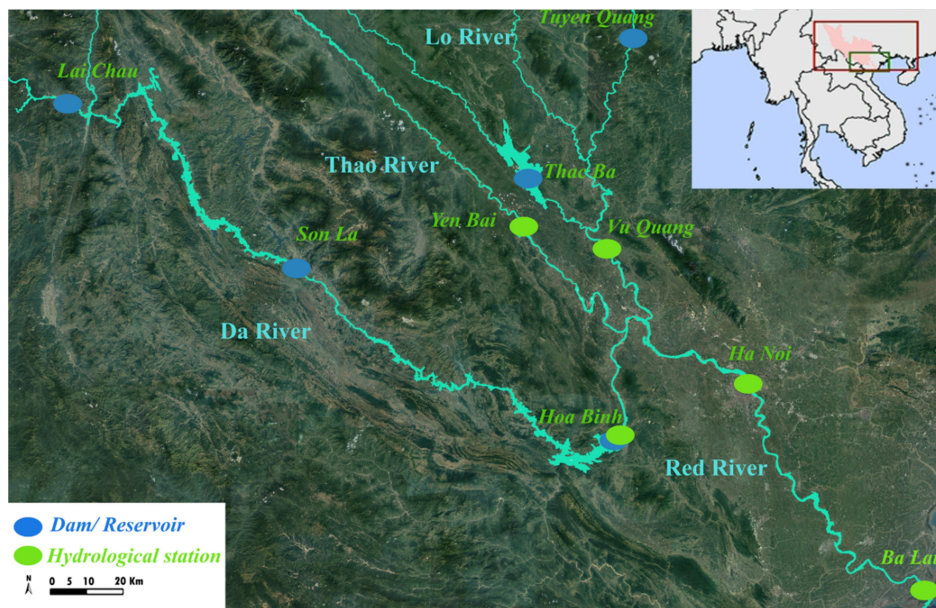 Tuyen Quang
Lo River
Lai Chau
Thao River
Thac Ba
Yen Bai
Vu Quang
Son La
Da River
Ha Noi
Hoa Binh
Red River
Dam/ Reservoir
Hydrological station
Ba Lat
N
0 5 10 20 Km